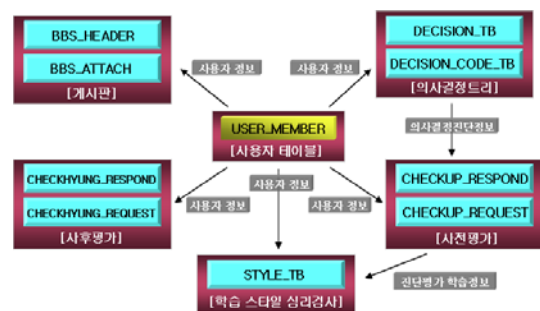 BBS_HEADER
BBS_ATTACH
[게시판]
DECISION_TB
DECISION_CODE_TB
[의사결정트리]
사용자 정보
사용자 정보
USER_MEMBER
[사용자 테이블]
의사결정진단정보
CHECKHYUNG_RESPOND
CHECKHYUNG_REQUEST
[사후평가]
사용자 정보
사용자 정보
사용자 정보
CHECKUP_RESPOND
CHECKUP_REQUEST
[사전평가]
STYLE_TB
[학습 스타일 심리검사]
진단평가 학습정보